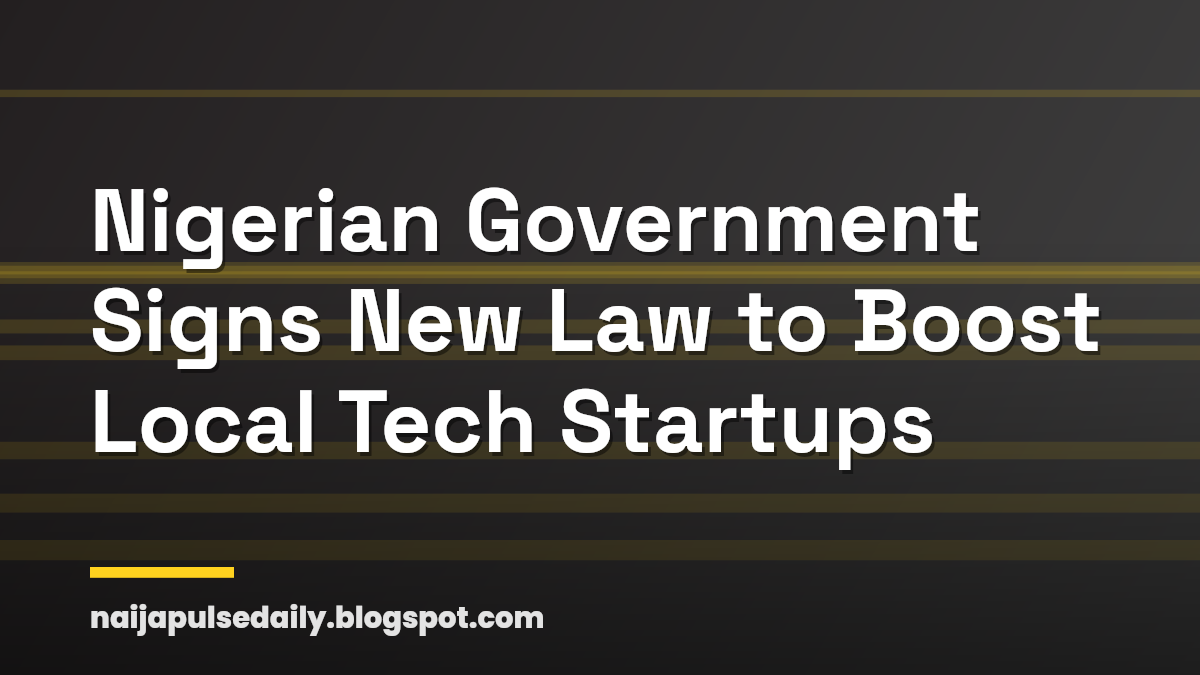 Nigerian Government
Signs New Law to Boost
Local Tech Startups
naijapulsedaily.blogspot.com